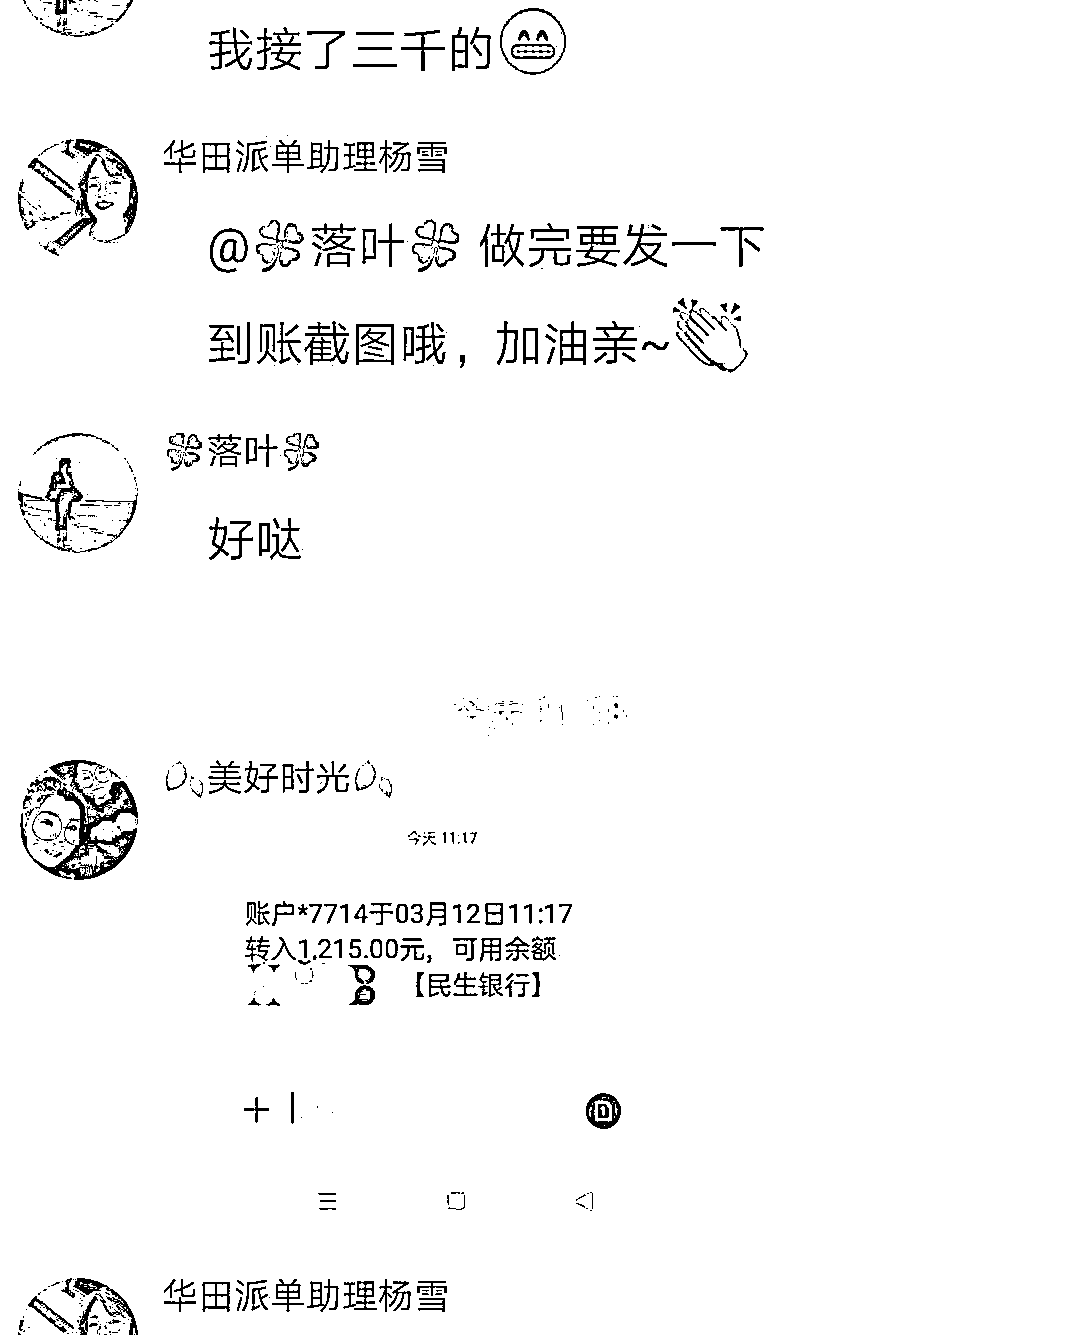 我接了三千的😁
华田派单助理杨雪
@🍀落叶🍀 做完要发一下
到账截图哦，加油亲~👏
🍀落叶🍀
好哒
美好时光
今天 11:17
账户*7714于03月12日11:17
转入1,215.00元，可用余额
【民生银行】
华田派单助理杨雪